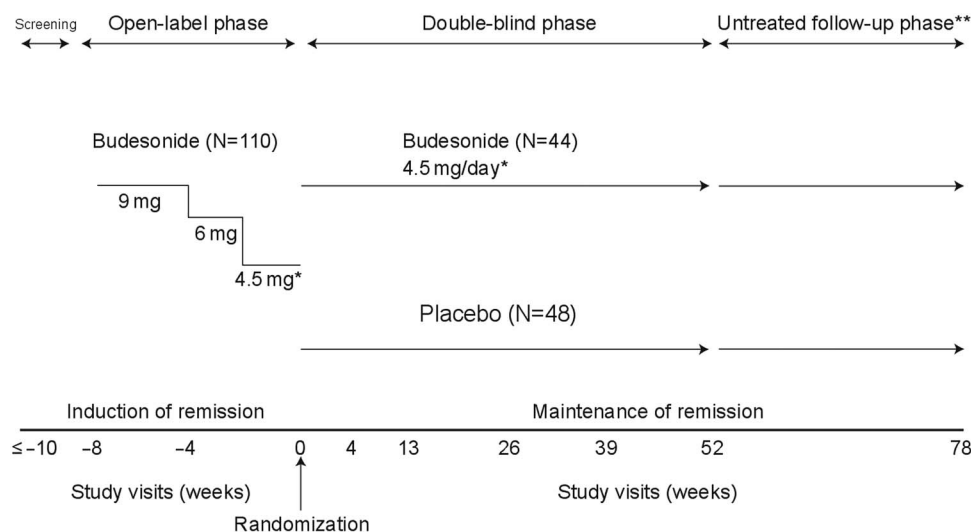 Screening
Open-label phase
Double-blind phase
Untreated follow-up phase**
Budesonide (N=110)
Budesonide (N=44)
4.5 mg/day*
9 mg
6 mg
4.5 mg*
Placebo (N=48)
Induction of remission
Maintenance of remission
≤ –10 –8 –4 0 4 13 26 39 52 78
Study visits (weeks)
Study visits (weeks)
Randomization